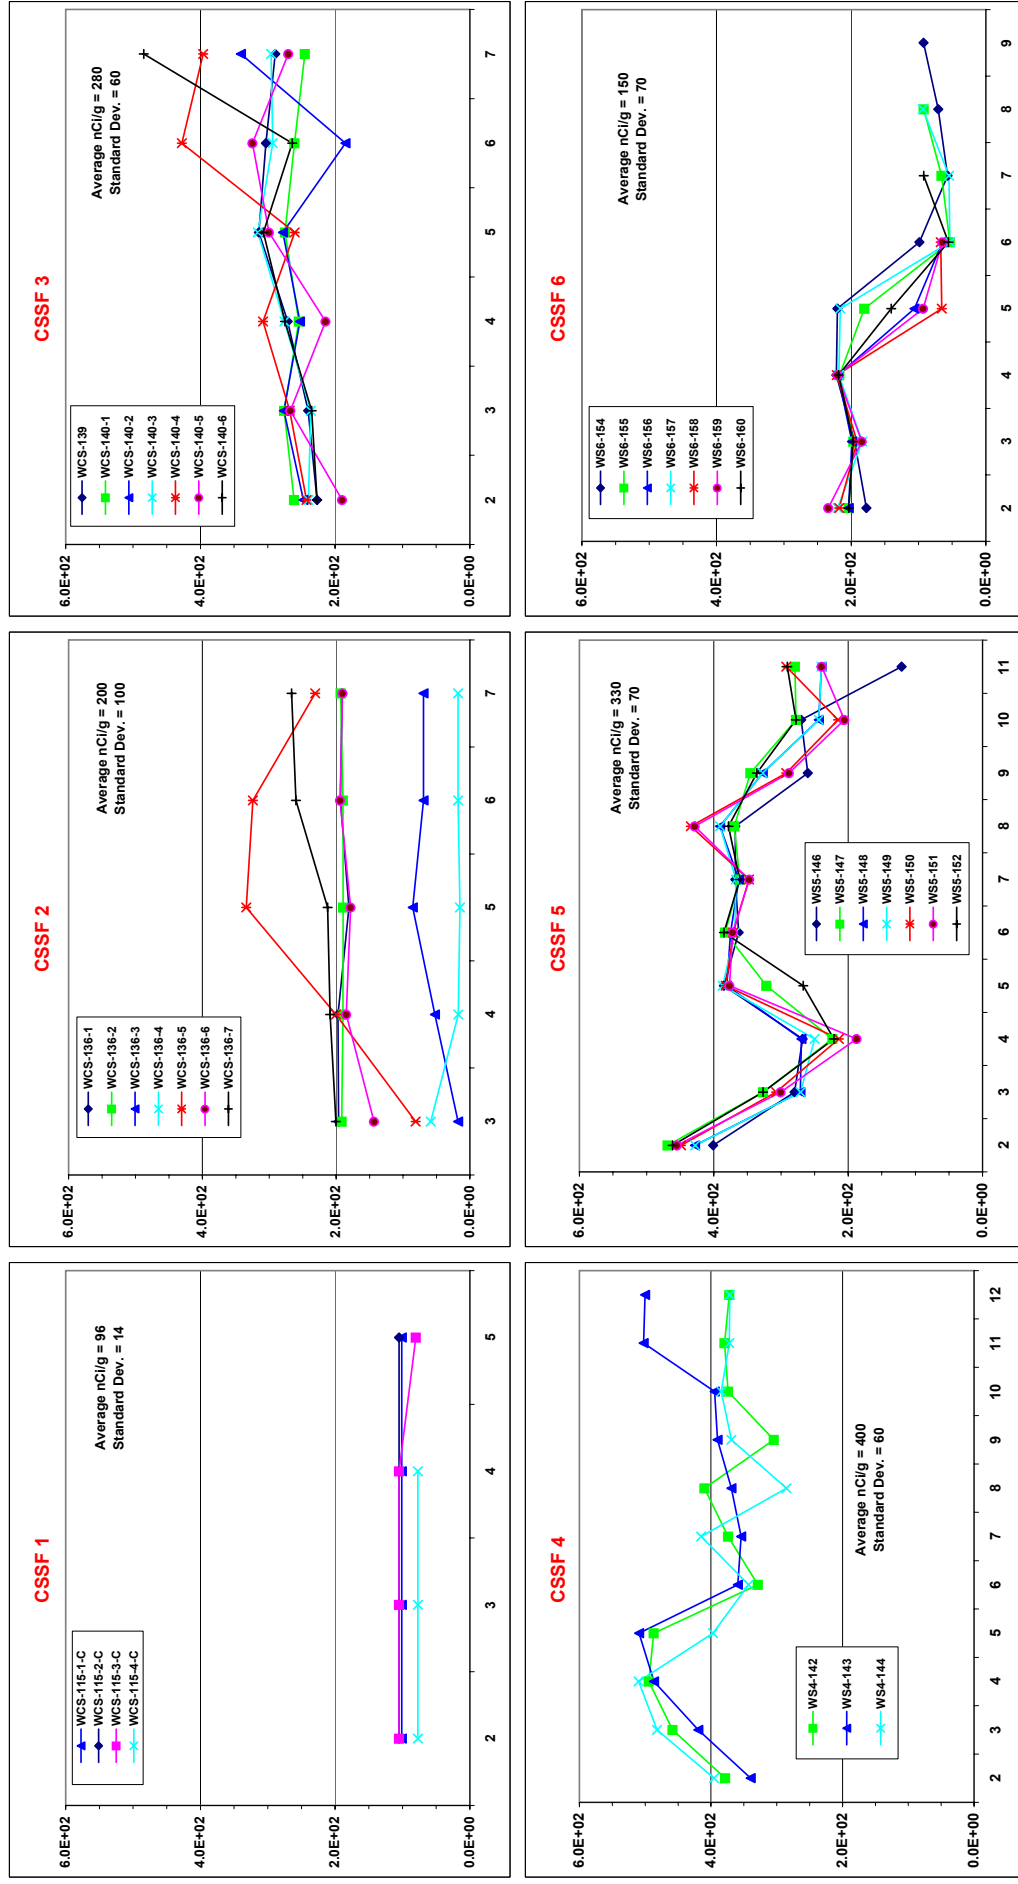 CSSF 1
Average nCi/g = 96
Standard Dev. = 14
WCS-115-1-C
WCS-115-2-C
WCS-115-3-C
WCS-115-4-C
6.0E+02
4.0E+02
2.0E+02
0.0E+00
2 3 4 5
CSSF 2
Average nCi/g = 200
Standard Dev. = 100
WCS-136-1
WCS-136-2
WCS-136-3
WCS-136-4
WCS-136-5
WCS-136-6
WCS-136-7
6.0E+02
4.0E+02
2.0E+02
0.0E+00
3 4 5 6 7
CSSF 3
Average nCi/g = 280
Standard Dev. = 60
WCS-139
WCS-140-1
WCS-140-2
WCS-140-3
WCS-140-4
WCS-140-5
WCS-140-6
6.0E+02
4.0E+02
2.0E+02
0.0E+00
2 3 4 5 6 7
CSSF 4
Average nCi/g = 400
Standard Dev. = 60
WS4-142
WS4-143
WS4-144
6.0E+02
4.0E+02
2.0E+02
0.0E+00
2 3 4 5 6 7 8 9 10 11 12
CSSF 5
Average nCi/g = 330
Standard Dev. = 70
WS5-146
WS5-147
WS5-148
WS5-149
WS5-150
WS5-151
WS5-152
6.0E+02
4.0E+02
2.0E+02
0.0E+00
2 3 4 5 6 7 8 9 10 11
CSSF 6
Average nCi/g = 150
Standard Dev. = 70
WS6-154
WS6-155
WS6-156
WS6-157
WS6-158
WS6-159
WS6-160
6.0E+02
4.0E+02
2.0E+02
0.0E+00
2 3 4 5 6 7 8 9